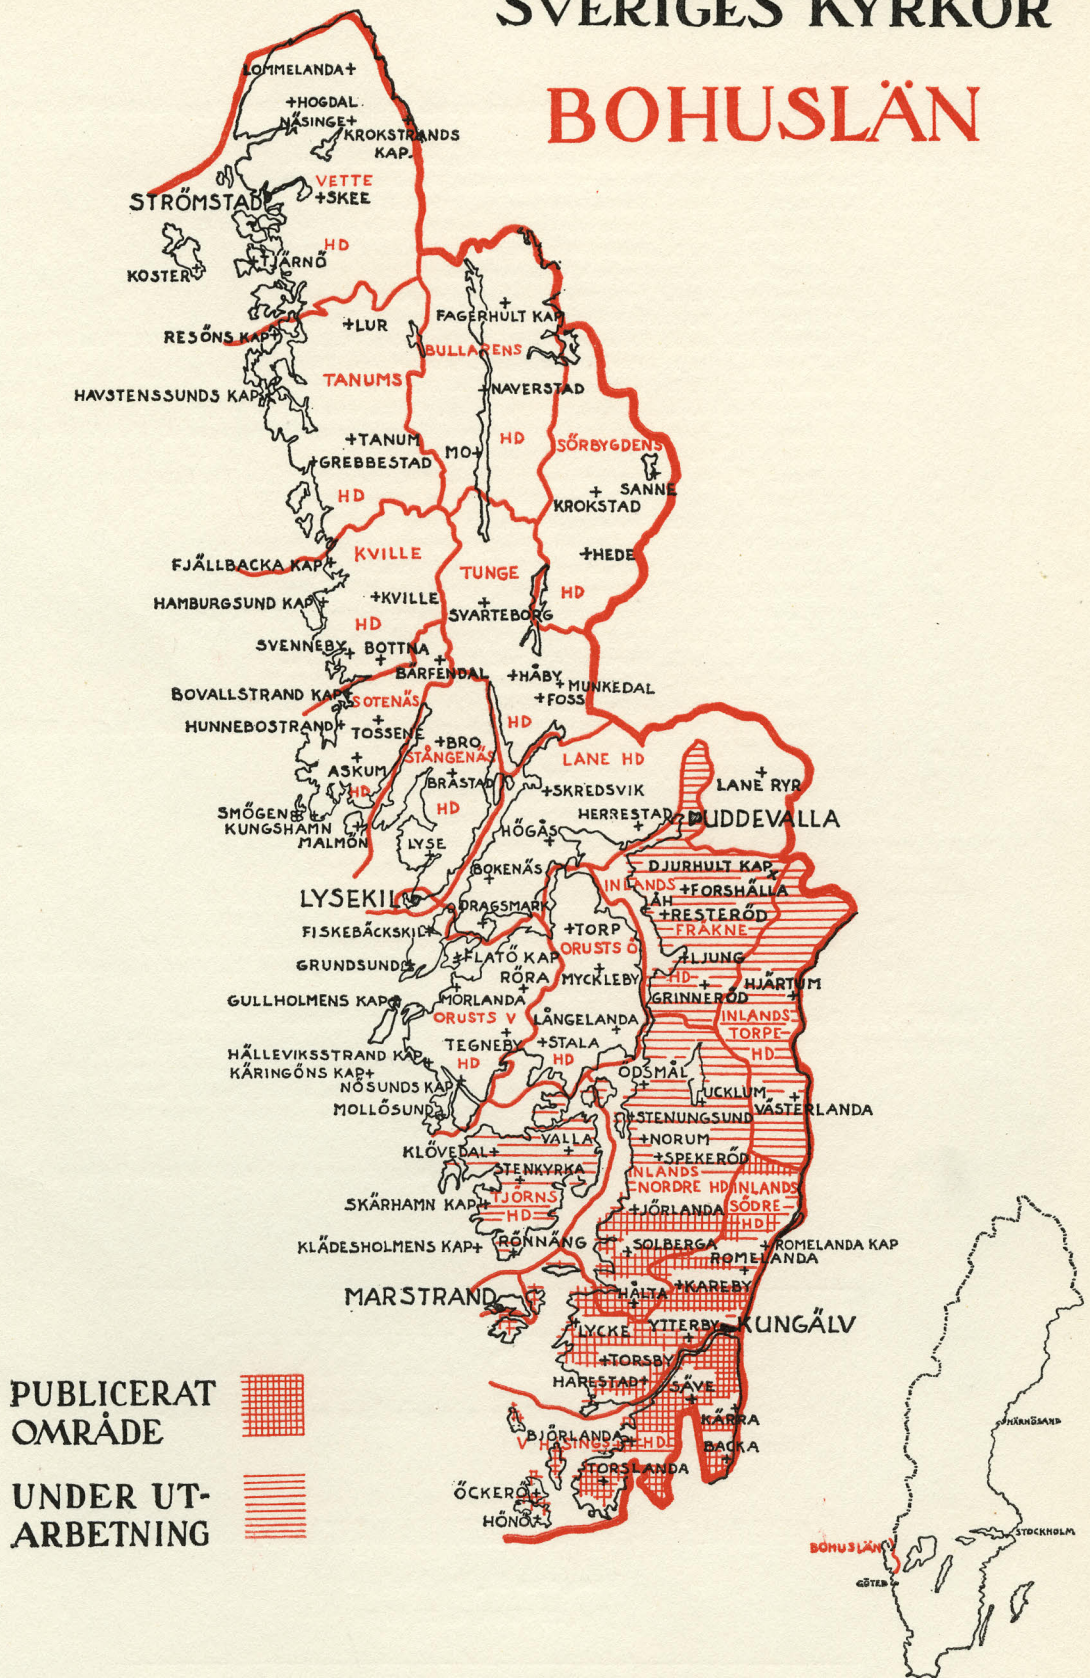 SVERIGES KYRKOR
BOHUSLÄN
LOMMELANDA
HOGDAL
NÄSINGE
KROKSTRANDS
KAP.
VETTE
SKEE
STRÖMSTAD
HD
TJÄRNÖ
KOSTER
FAGERHULT KAP
LUR
RESÖNS KAP
BULLARENS
TANUMS
NAVERSTAD
HAVSTENSSUNDS KAP
TANUM
HD
SÖRBYGDENS
MO
GREBBESTAD
SANNE
HD
KROKSTAD
KVILLE
HEDE
FJÄLLBACKA KAP
TUNGE
HD
HAMBURGSUND KAP
KVILLE
SVARTEBORG
HD
SVENNEBY
BOTTNA
BÄRFENDAL
HÅBY
MUNKEDAL
BOVALLSTRAND KAP
SOTENÄS
FOSS
HUNNEBOSTRAND
TOSSENE
HD
BRO
STÅNGENÄS
LANE HD
ASKUM
BRASTAD
LANE RYR
HD
SKREDSVIK
HD
SMÖGEN
HERRESTAD
UDDEVALLA
KUNGSHAMN
HÖGÅS
MALMÖN
LYSE
BOKENÄS
DJURHULT KAP
INLANDS
FORSHÄLLA
LYSEKIL
DRAGSMARK
ÅH
RESTERÖD
FISKEBÄCKSKIL
TORP
FRÄKNE
ORUSTS Ö
GRUNDSUND
FLATÖ KAP
LJUNG
RÖRA
MYCKLEBY
HD
HJÄRTUM
GULLHOLMENS KAP
MORLANDA
GRINNERÖD
ORUSTS V
LÅNGELANDA
INLANDS
TORPE
TEGNEBY
STALA
HD
HÄLLEVIKSSTRAND KAP
HD
HD
KÄRINGÖNS KAP
ÖDSMÅL
NÖSUNDS KAP
UCKLUM
MOLLÖSUND
STENUNGSUND
VÄSTERLANDA
KLÖVEDAL
VALLA
NORUM
SPEKERÖD
STENKYRKA
INLANDS
NORDRE HD
INLANDS
SKÄRHAMN KAP
TJÖRNS
SÖDRE
HD
JÖRLANDA
HD
KLÄDESHOLMENS KAP
RÖNNÄNG
SOLBERGA
ROMELANDA KAP
ROMELANDA
MARSTRAND
HÅLTA
KAREBY
LYCKE
YTTERBY
KUNGÄLV
TORSBY
HARESTAD
SÄVE
KÄRRA
BJÖRLANDA
V HISINGS HD
BACKA
TORSLANDA
ÖCKERÖ
HÖNÖ
PUBLICERAT
OMRÅDE
UNDER UT-
ARBETNING
HÄRNÖSAND
STOCKHOLM
BOHUSLÄN
GÖTEB